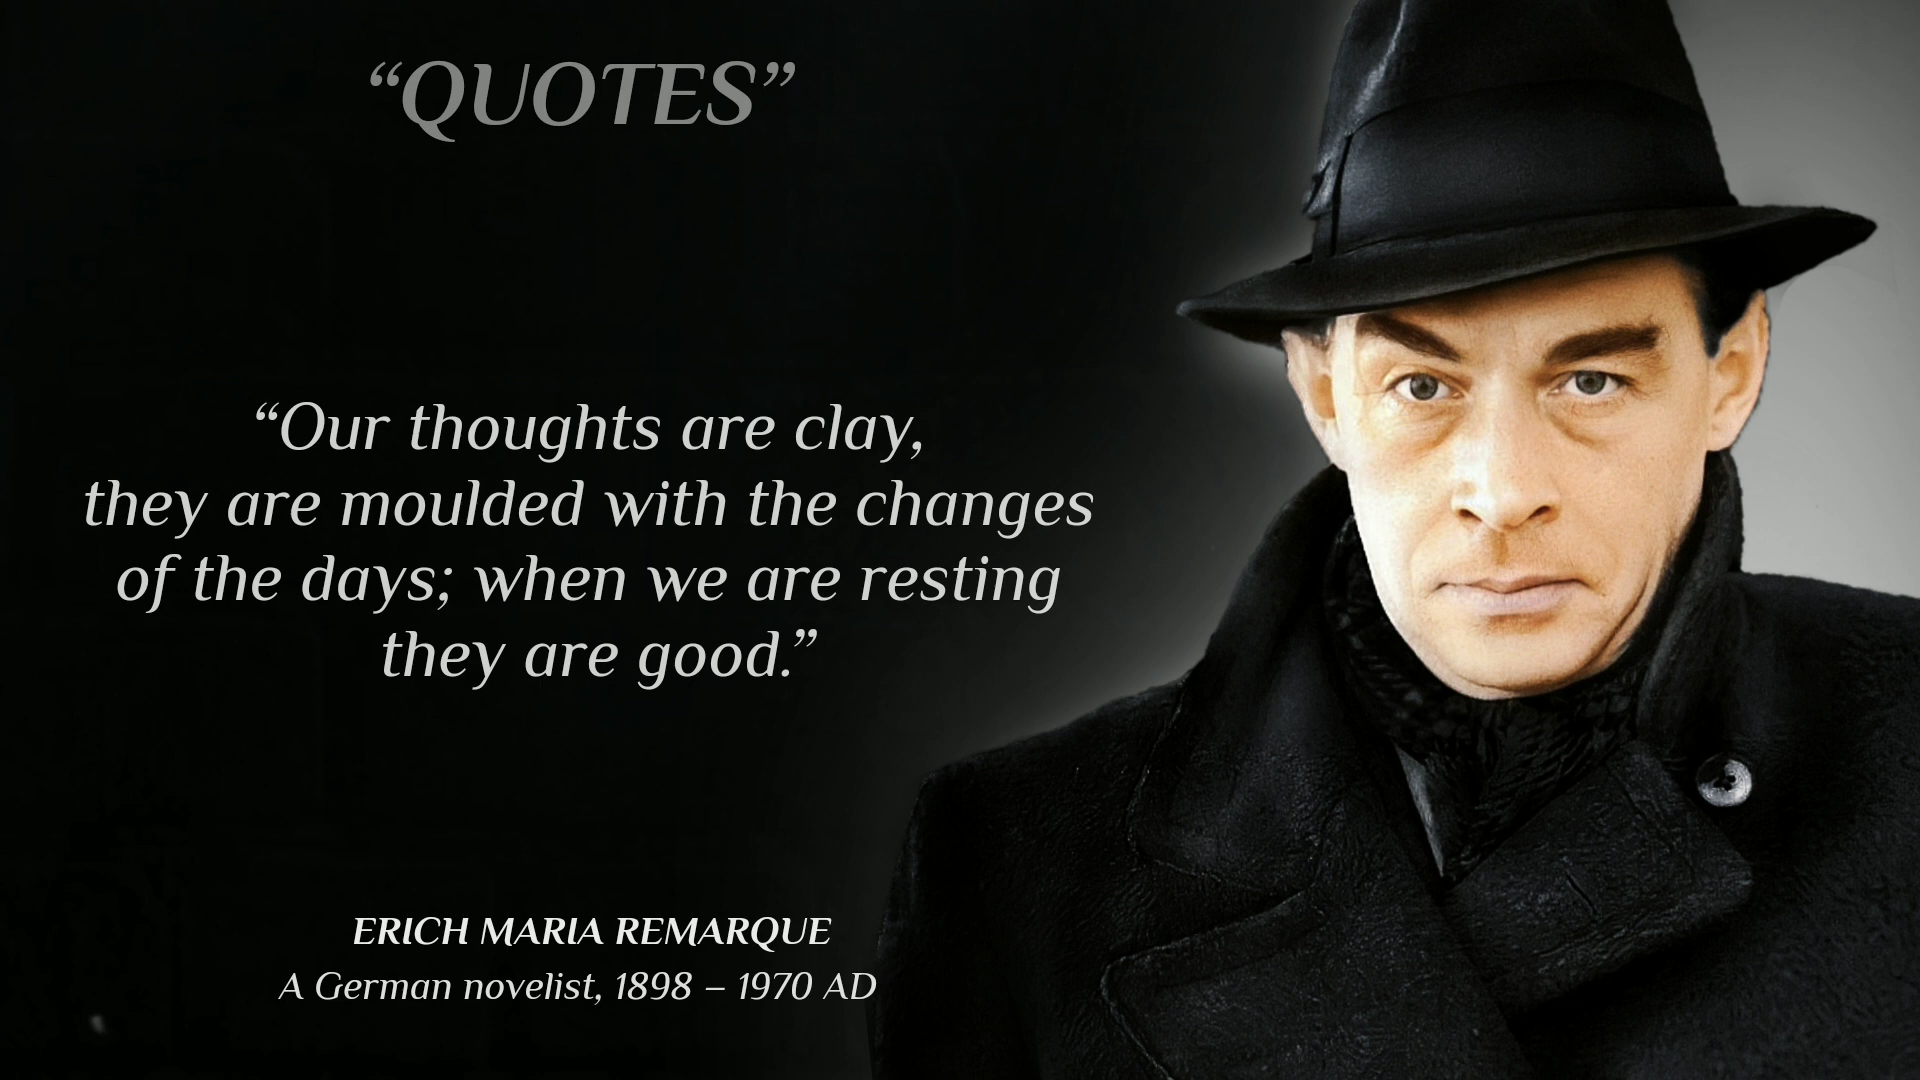 “QUOTES”
“Our thoughts are clay,
they are moulded with the changes
of the days; when we are resting
they are good.”
ERICH MARIA REMARQUE
A German novelist, 1898 – 1970 AD